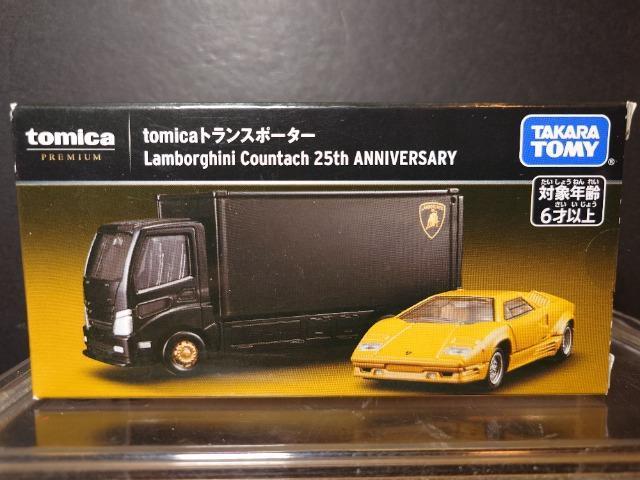 tomica
PREMIUM
tomicaトランスポーター
Lamborghini Countach 25th ANNIVERSARY
TAKARA
TOMY
®
たいしょうねんれい
対象年齢
さいいじょう
6才以上